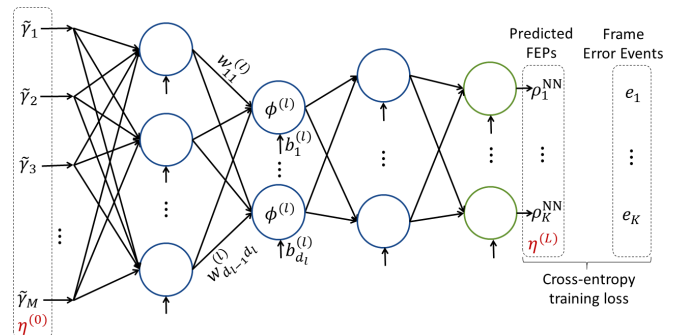 γ̃₁
γ̃₂
γ̃₃
⋮
γ̃_M
η⁽⁰⁾
w₁₁⁽ˡ⁾
w_{d_{l-1}d_l}^{(l)}
ϕ⁽ˡ⁾
b₁⁽ˡ⁾
ϕ⁽ˡ⁾
b_{d_l}^{(l)}
Predicted
FEPs
ρ₁^{NN}
⋮
ρ_K^{NN}
η⁽ᴸ⁾
Frame
Error Events
e₁
⋮
e_K
Cross-entropy
training loss